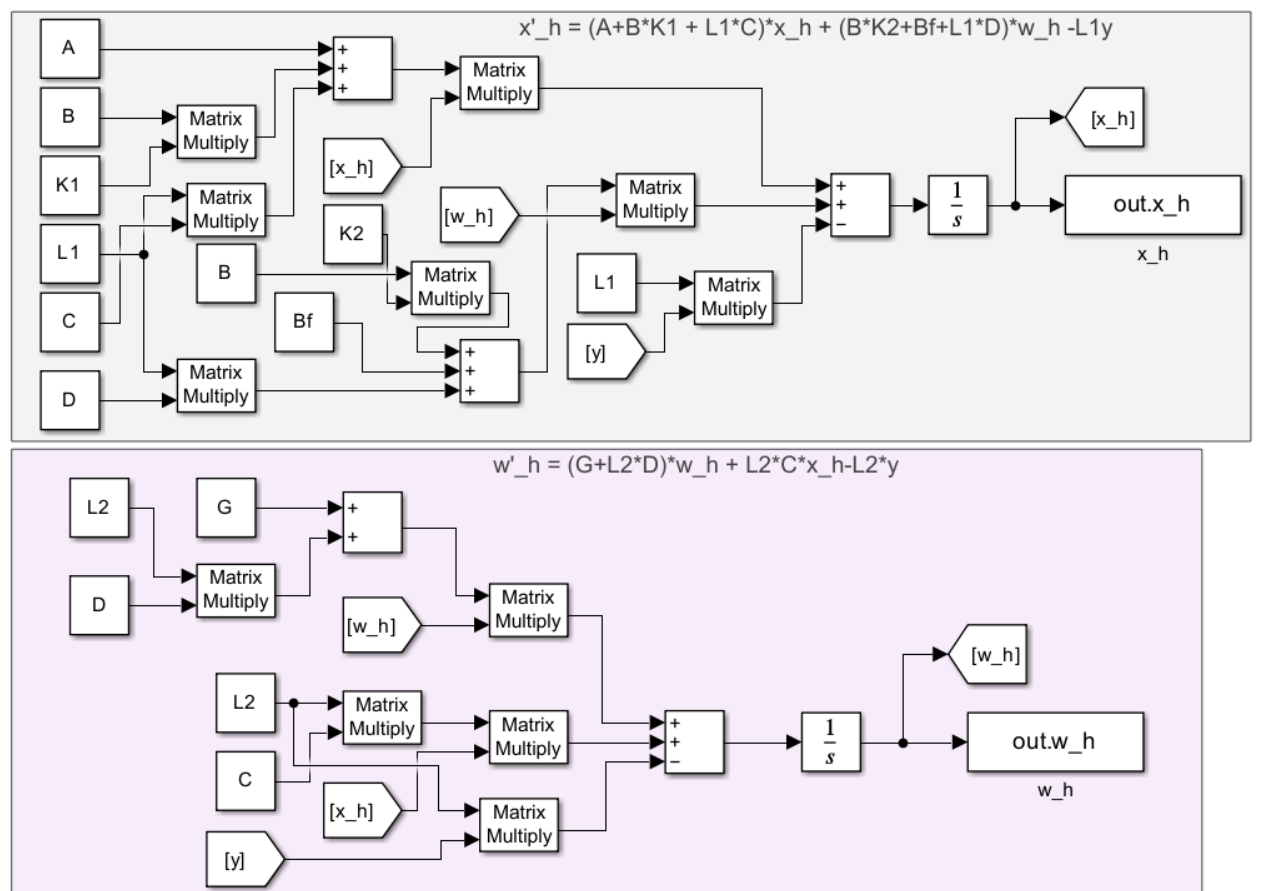 x'_h = (A+B*K1 + L1*C)*x_h + (B*K2+Bf+L1*D)*w_h -L1y
A
+
+
+
Matrix
Multiply
B
Matrix
Multiply
[x_h]
K1
[x_h]
Matrix
Multiply
Matrix
Multiply
[w_h]
+
+
−
1
s
out.x_h
x_h
L1
K2
B
Matrix
Multiply
L1
Matrix
Multiply
C
Bf
[y]
+
+
+
Matrix
Multiply
D
w'_h = (G+L2*D)*w_h + L2*C*x_h-L2*y
L2
G
+
+
Matrix
Multiply
D
Matrix
Multiply
[w_h]
[w_h]
L2
Matrix
Multiply
Matrix
Multiply
+
+
−
1
s
out.w_h
w_h
C
[x_h]
Matrix
Multiply
[y]